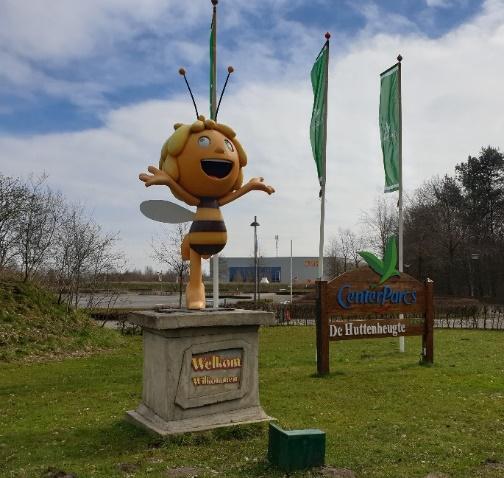 Welkom
Willkommen
CenterParcs
De Huttenheugte